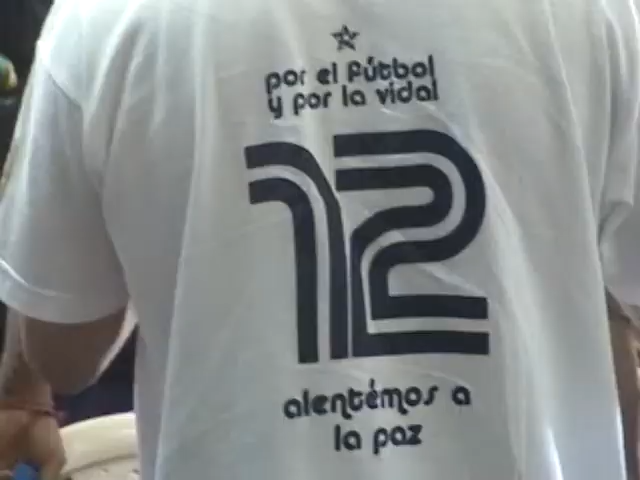 por el fútbol
y por la vida!
12
alentémos a
la paz